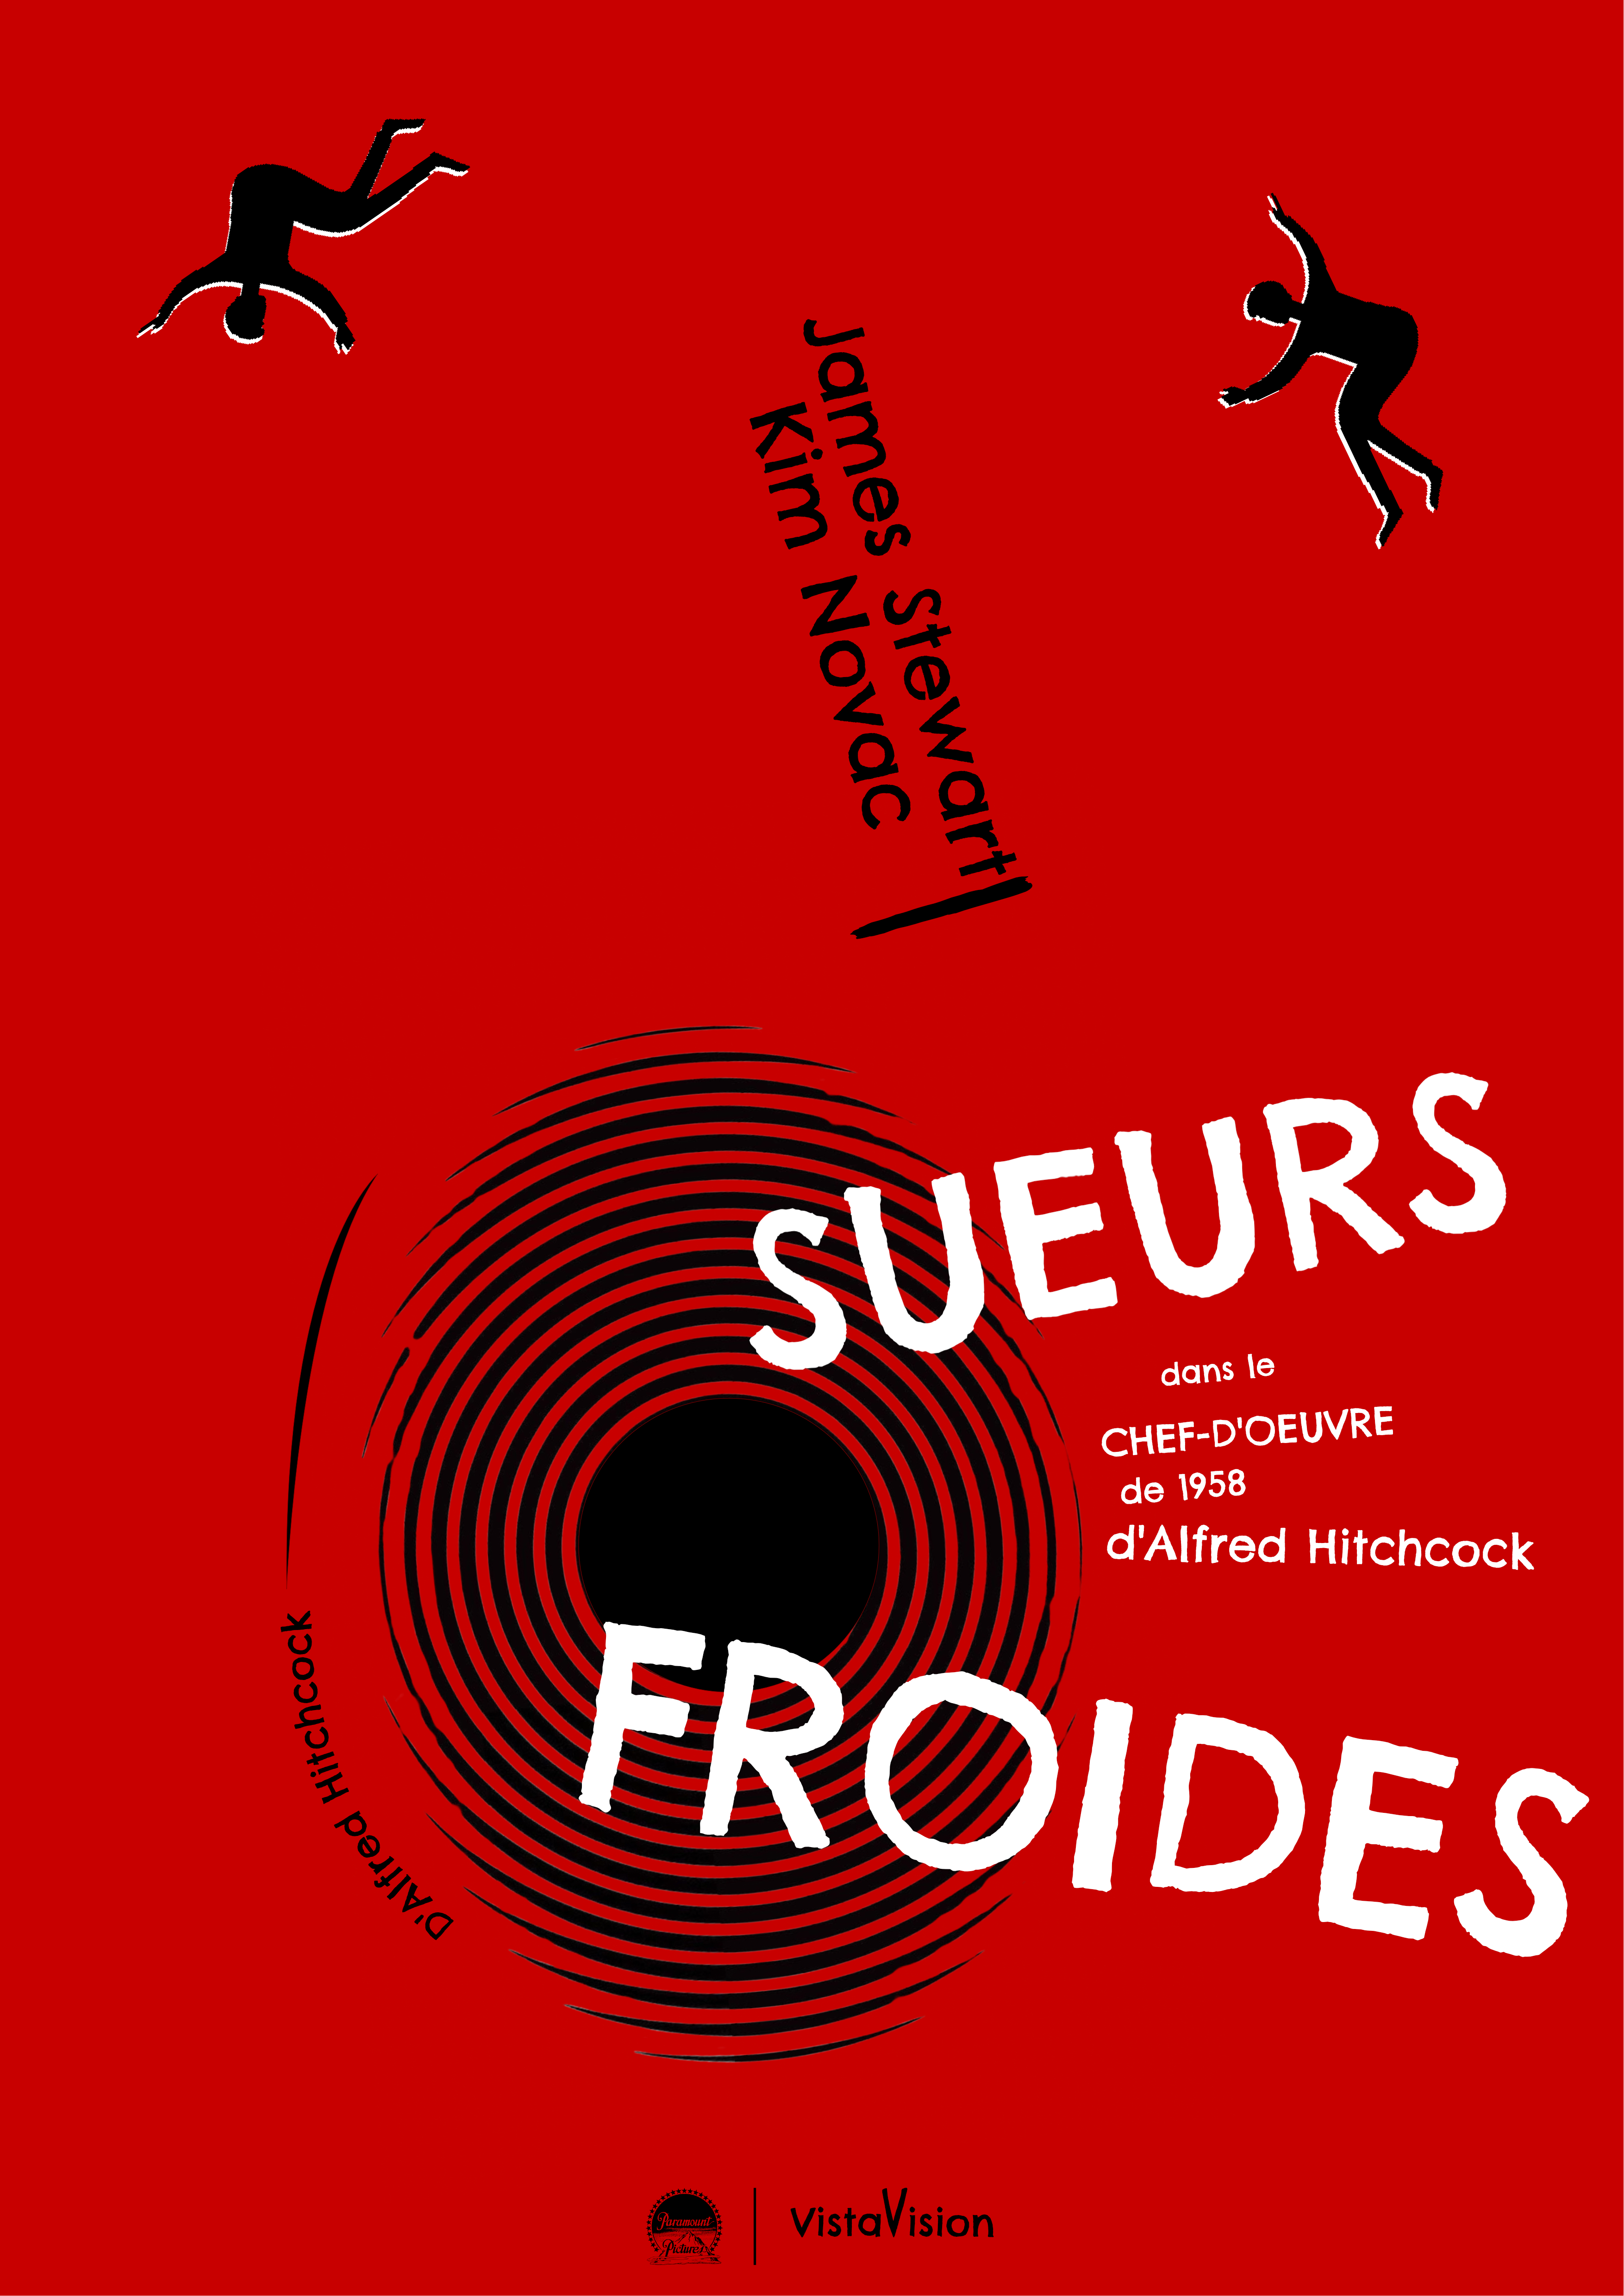 James Stewart
Kim Novac
SUEURS
dans le
CHEF-D'OEUVRE
de 1958
d'Alfred Hitchcock
FROIDES
D'Alfred Hitchcock
Paramount
Pictures
VistaVision